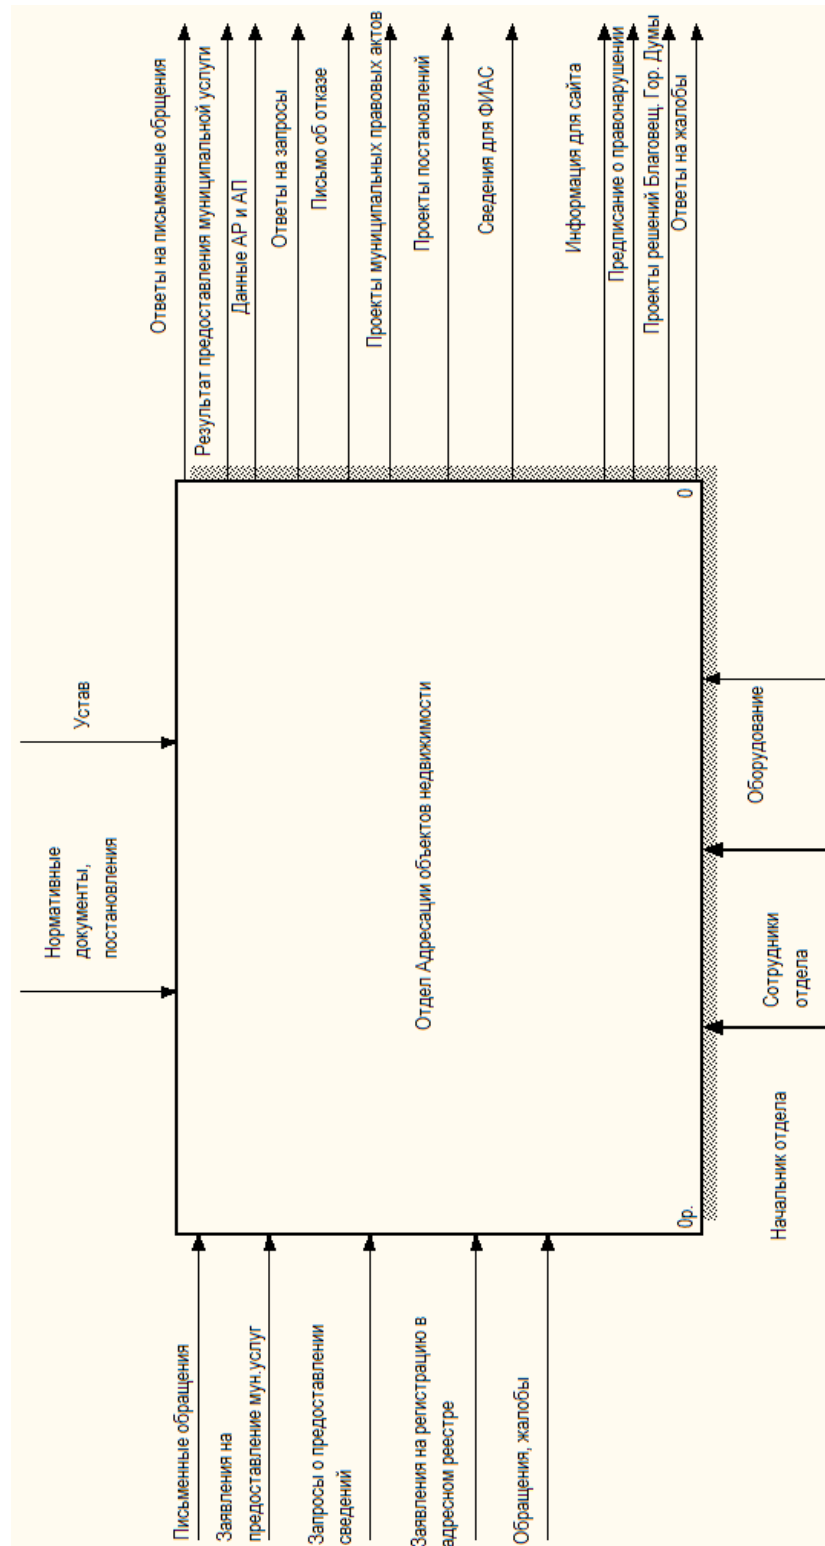 Нормативные
документы,
постановления
Устав
Письменные обращения
Заявления на
предоставление мун.услуг
Запросы о предоставлении
сведений
Заявления на регистрацию в
адресном реестре
Обращения, жалобы
Отдел Адресации объектов недвижимости
0р.
0
Ответы на письменные обрщения
Результат предоставления муниципальной услуги
Данные АР и АП
Ответы на запросы
Письмо об отказе
Проекты муниципальных правовых актов
Проекты постановлений
Сведения для ФИАС
Информация для сайта
Предписание о правонарушении
Проекты решений Благовещ. Гор. Думы
Ответы на жалобы
Начальник отдела
Сотрудники
отдела
Оборудование